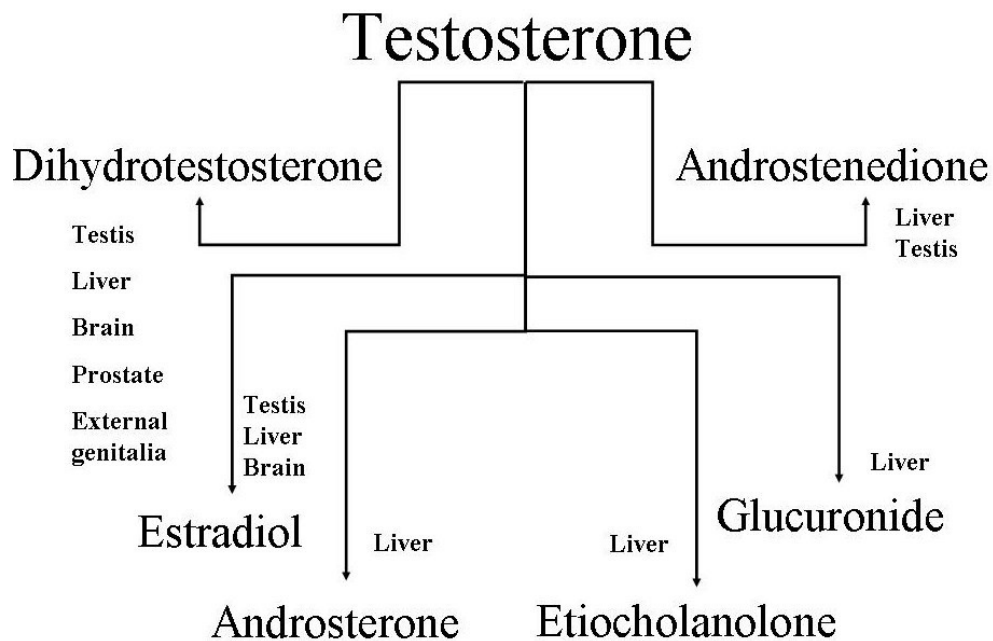 Testosterone
Dihydrotestosterone
Androstenedione
Testis
Liver
Brain
Prostate
External
genitalia
Liver
Testis
Testis
Liver
Brain
Estradiol
Liver
Androsterone
Liver
Etiocholanolone
Liver
Glucuronide